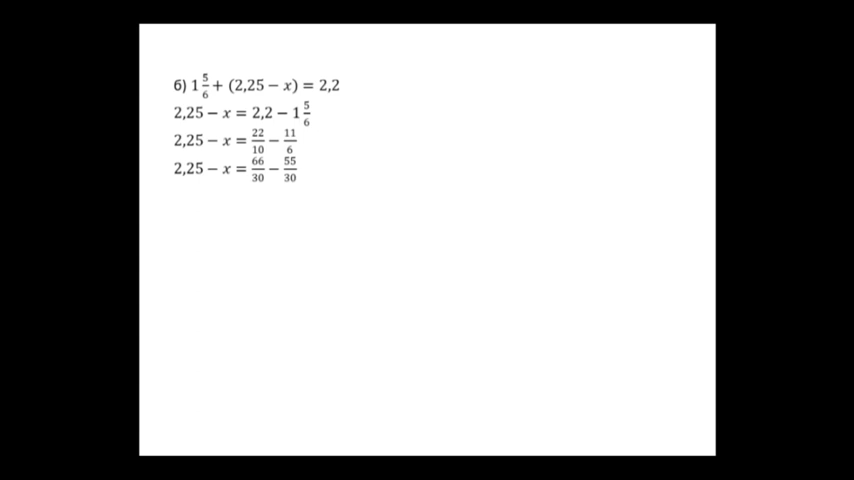 б) 1 5/6 + (2,25 − x) = 2,2
2,25 − x = 2,2 − 1 5/6
2,25 − x = 22/10 − 11/6
2,25 − x = 66/30 − 55/30